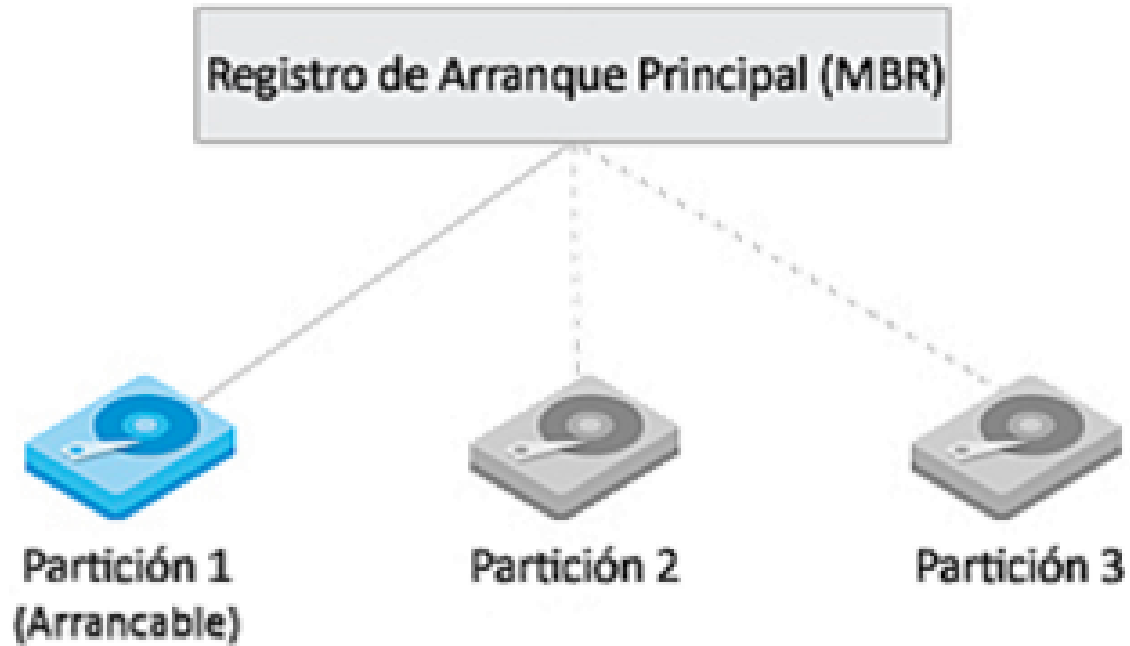 Registro de Arranque Principal (MBR)
Partición 1
(Arrancable)
Partición 2
Partición 3